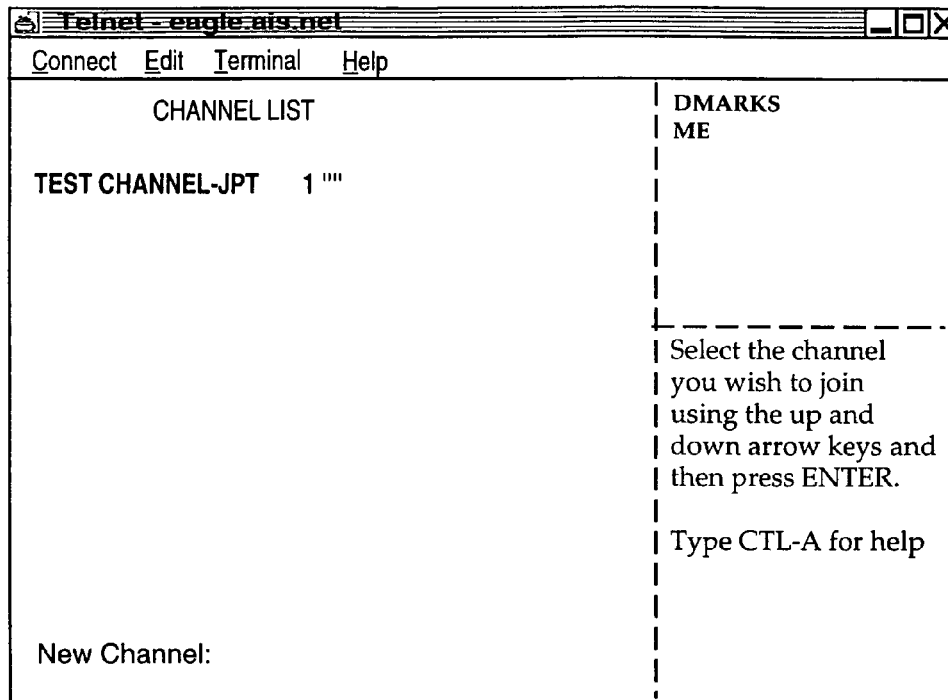 Telnet - eagle.ais.net
Connect Edit Terminal Help
CHANNEL LIST
TEST CHANNEL-JPT 1 ""
DMARKS
ME
Select the channel
you wish to join
using the up and
down arrow keys and
then press ENTER.
Type CTL-A for help
New Channel: